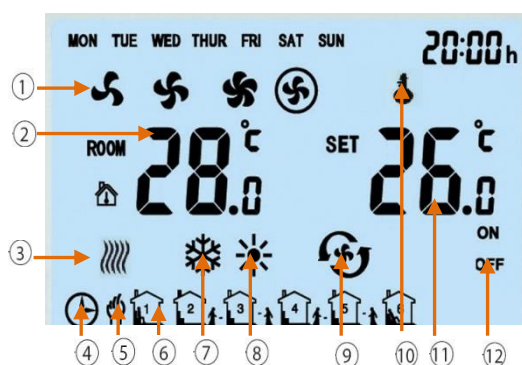 MON TUE WED THUR FRI SAT SUN 20:00 h
①
② ROOM 28.0 °C SET 26.0 °C
③ ON
OFF
1 2 3 4 5 6
④ ⑤ ⑥ ⑦ ⑧ ⑨ ⑩ ⑪ ⑫